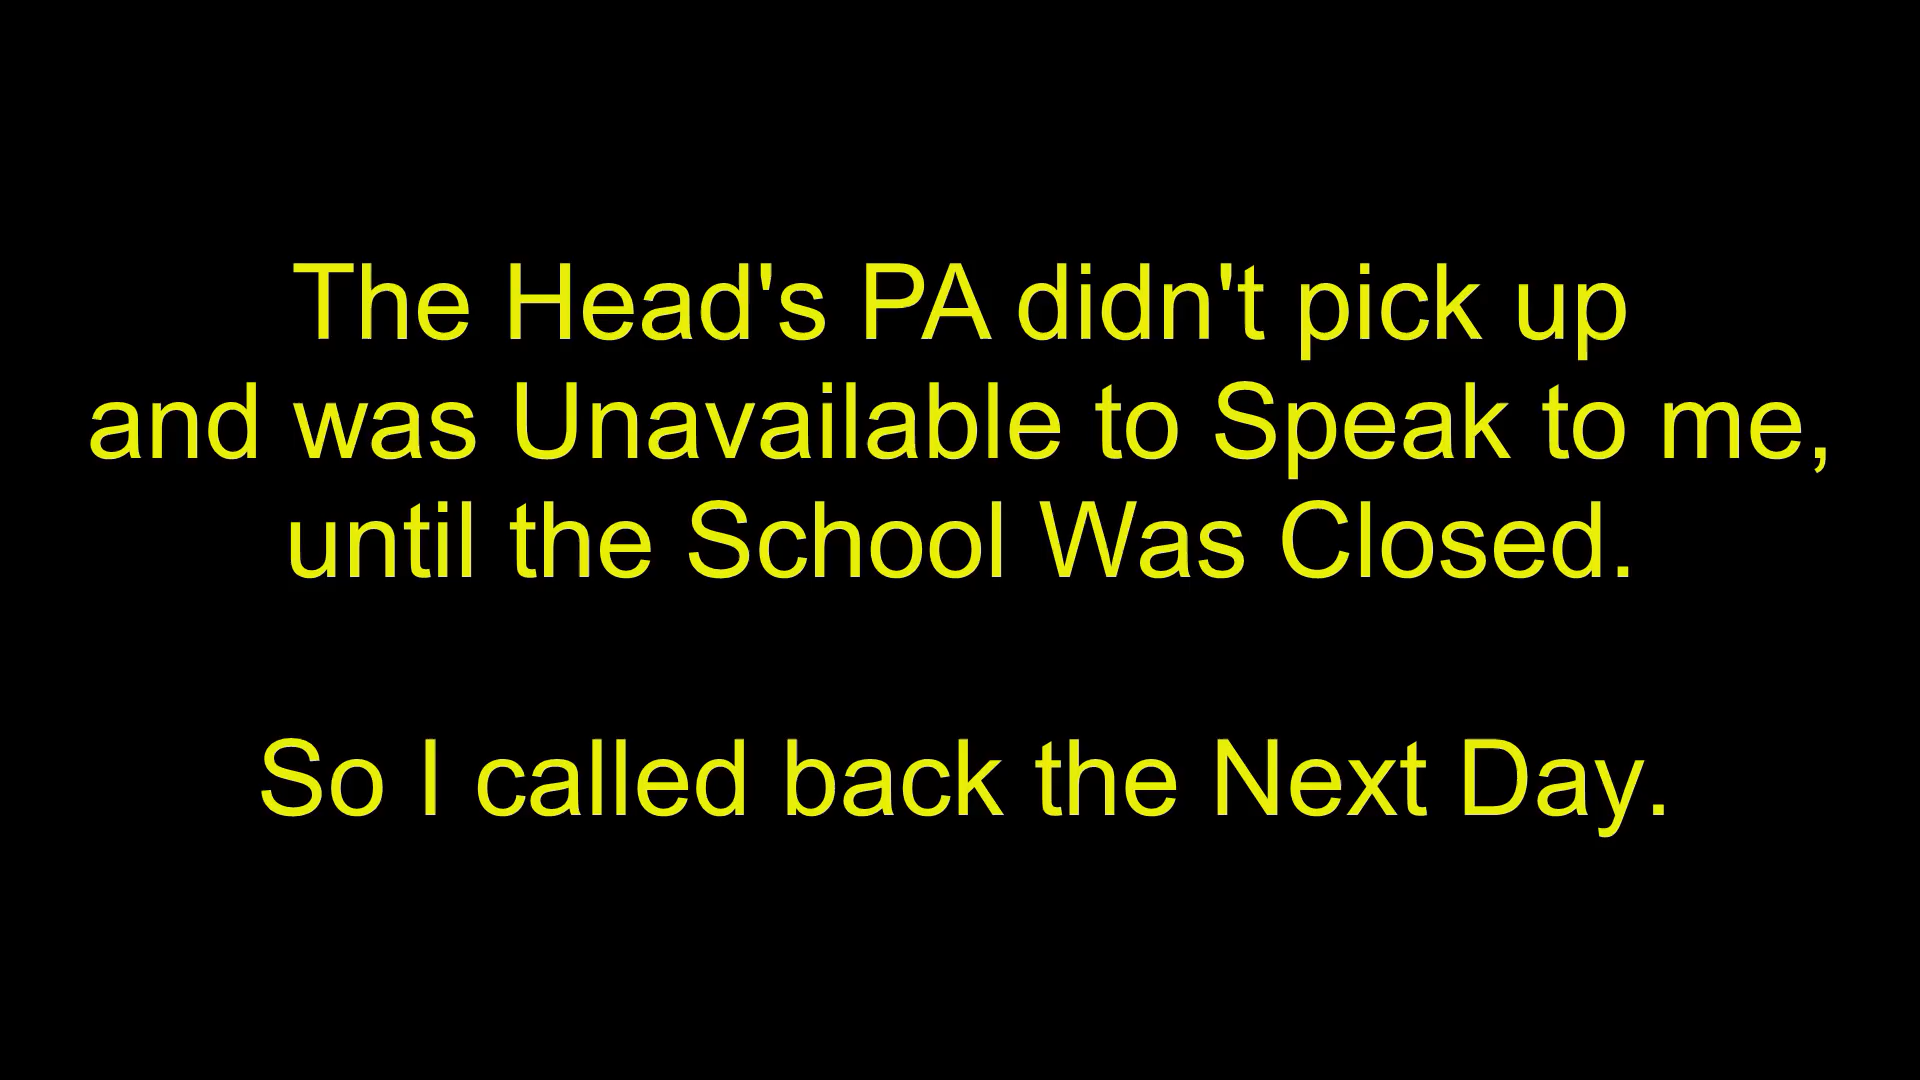 The Head's PA didn't pick up
and was Unavailable to Speak to me,
until the School Was Closed.
So I called back the Next Day.